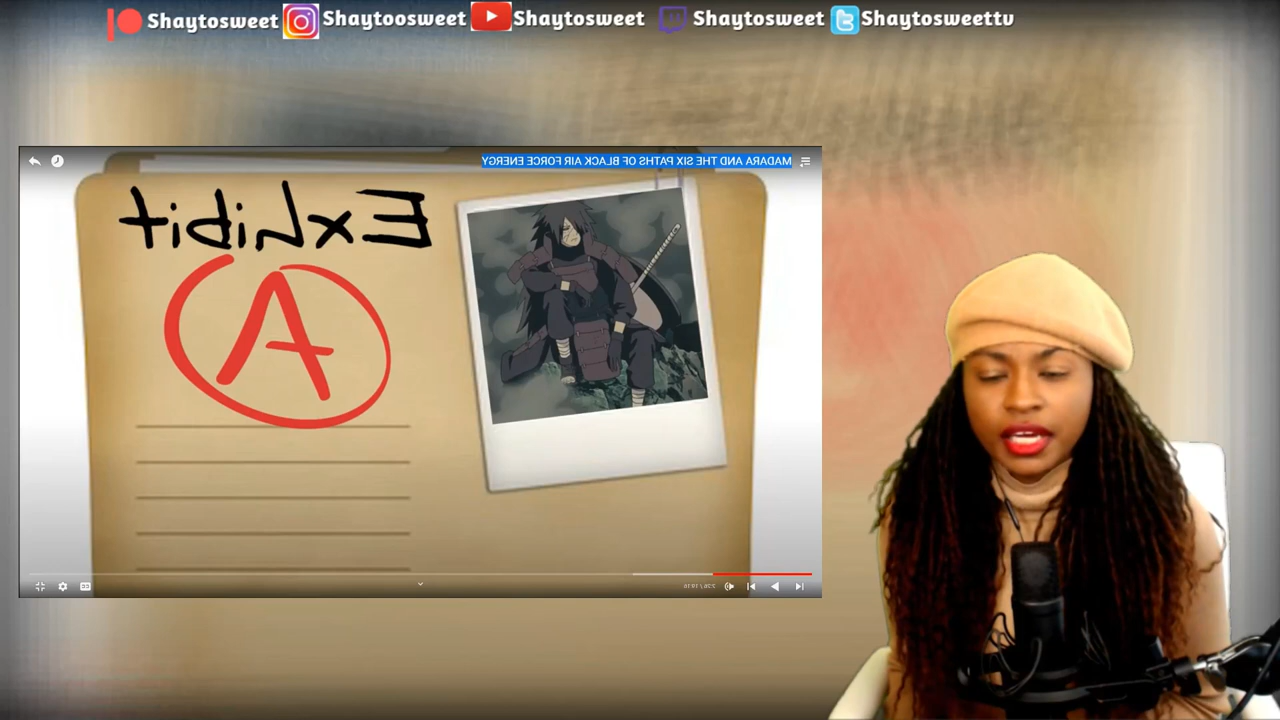 Shaytosweet Shaytoosweet Shaytosweet Shaytosweet Shaytosweettv
MADARA AND THE SIX PATHS OF BLACK AIR FORCE ENERGY
Exhibit
A